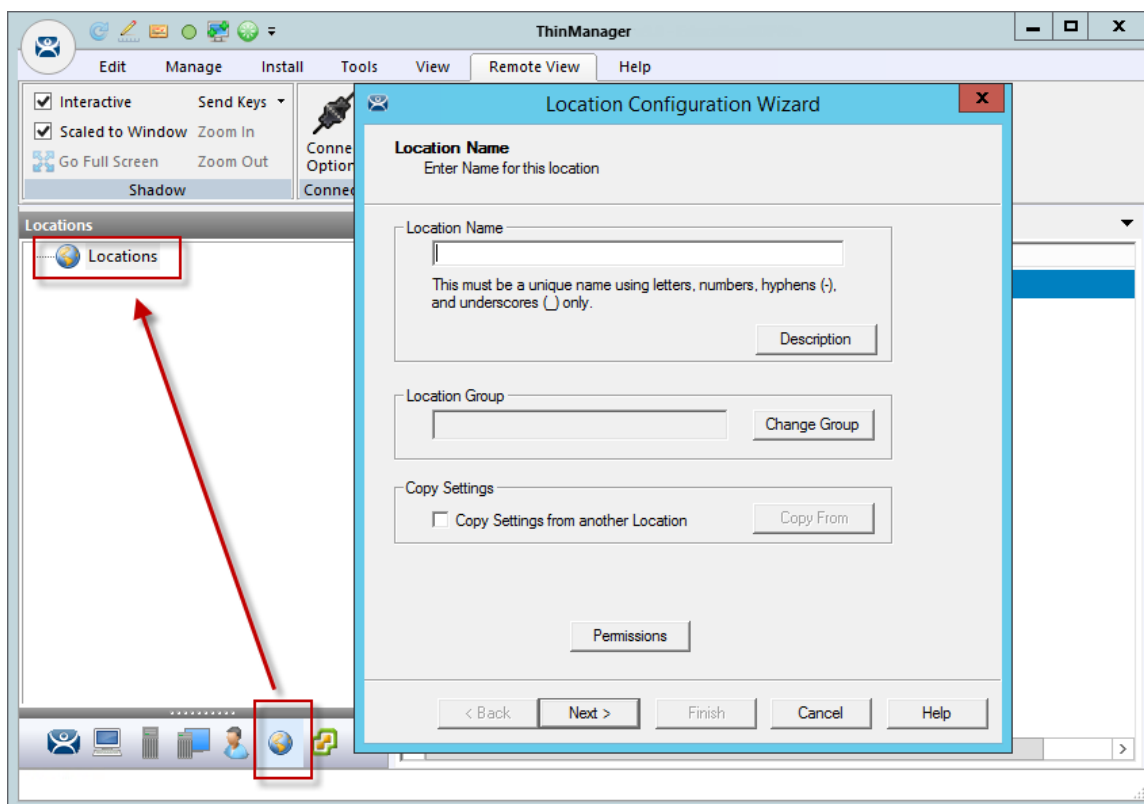 ThinManager
Edit Manage Install Tools View Remote View Help
Interactive Send Keys
Scaled to Window Zoom In
Go Full Screen Zoom Out
Shadow
Conne
Option
Connec
Locations
Locations
Location Configuration Wizard
Location Name
Enter Name for this location
Location Name
This must be a unique name using letters, numbers, hyphens (-),
and underscores (_) only.
Description
Location Group
Change Group
Copy Settings
Copy Settings from another Location
Copy From
Permissions
< Back Next > Finish Cancel Help